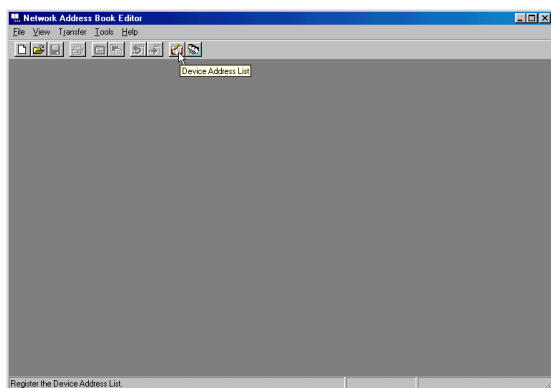 Network Address Book Editor
File View Transfer Tools Help
Device Address List
Register the Device Address List.